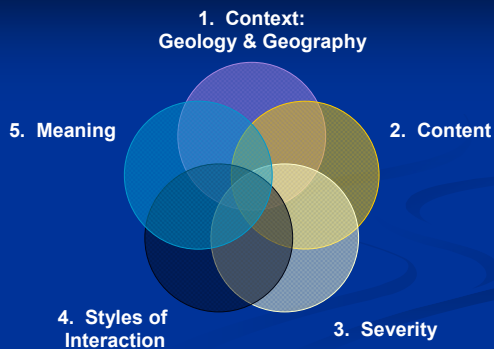 1. Context:
Geology & Geography
2. Content
3. Severity
4. Styles of
Interaction
5. Meaning